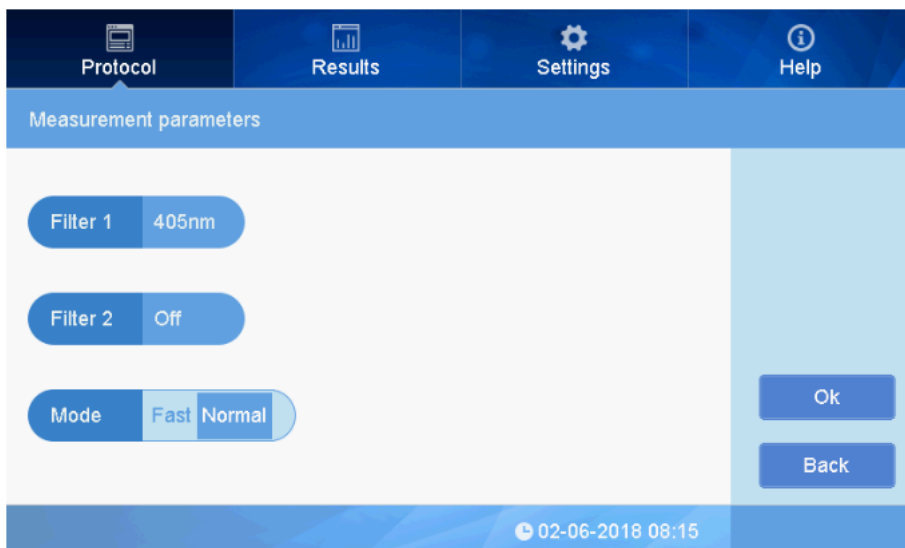 Protocol
Results
Settings
Help
Measurement parameters
Filter 1 405nm
Filter 2 Off
Mode Fast Normal
Ok
Back
02-06-2018 08:15